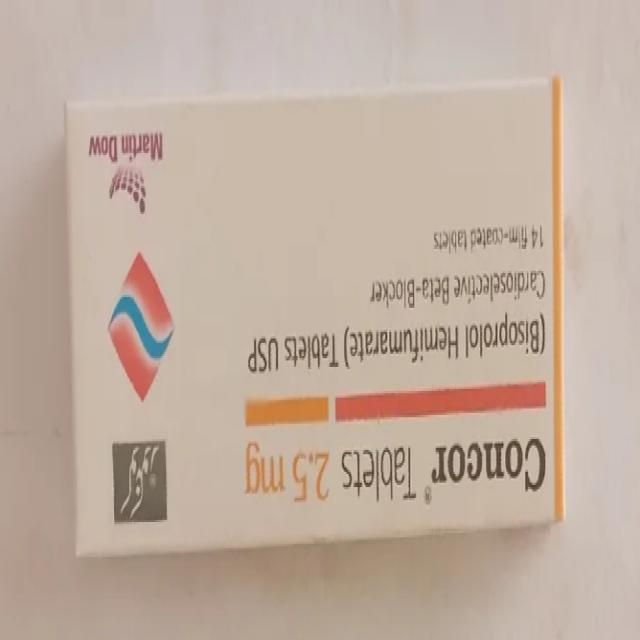 Concor® Tablets 2.5 mg
(Bisoprolol Hemifumarate) Tablets USP
Cardioselective Beta-Blocker
14 film-coated tablets
Martin Dow